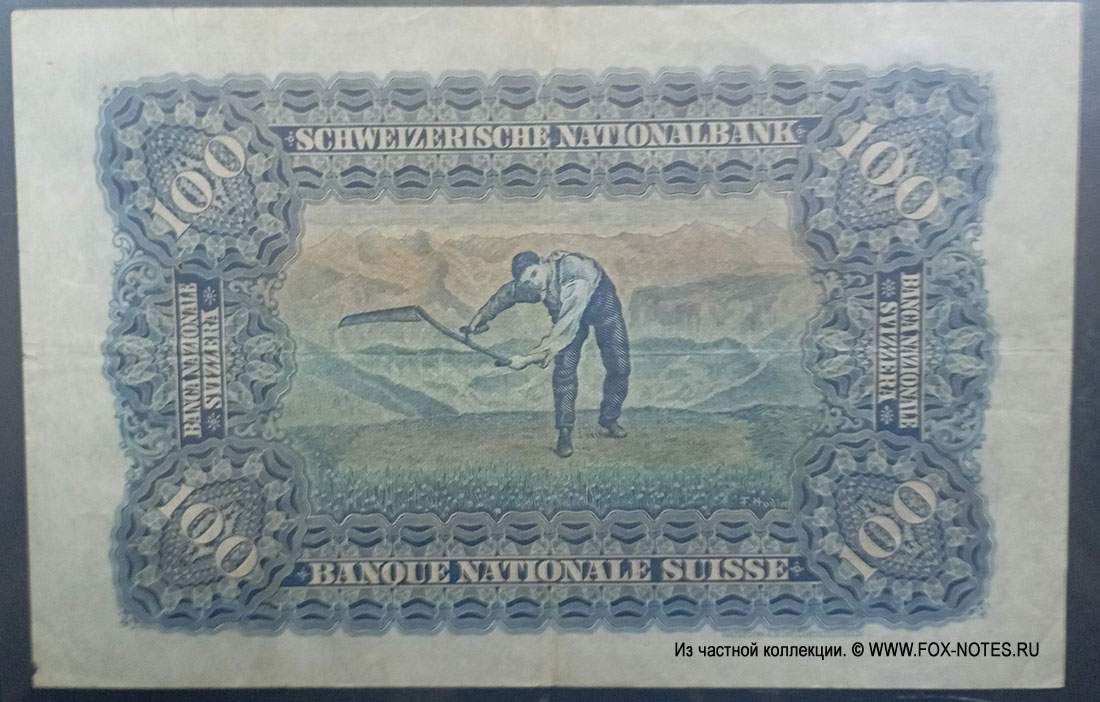 SCHWEIZERISCHE NATIONALBANK
100
100
BANCA NAZIONALE
SVIZZERA
BANCA NAZIONALE
SVIZZERA
F. Hod
100
100
BANQUE NATIONALE SUISSE
Из частной коллекции. © WWW.FOX-NOTES.RU